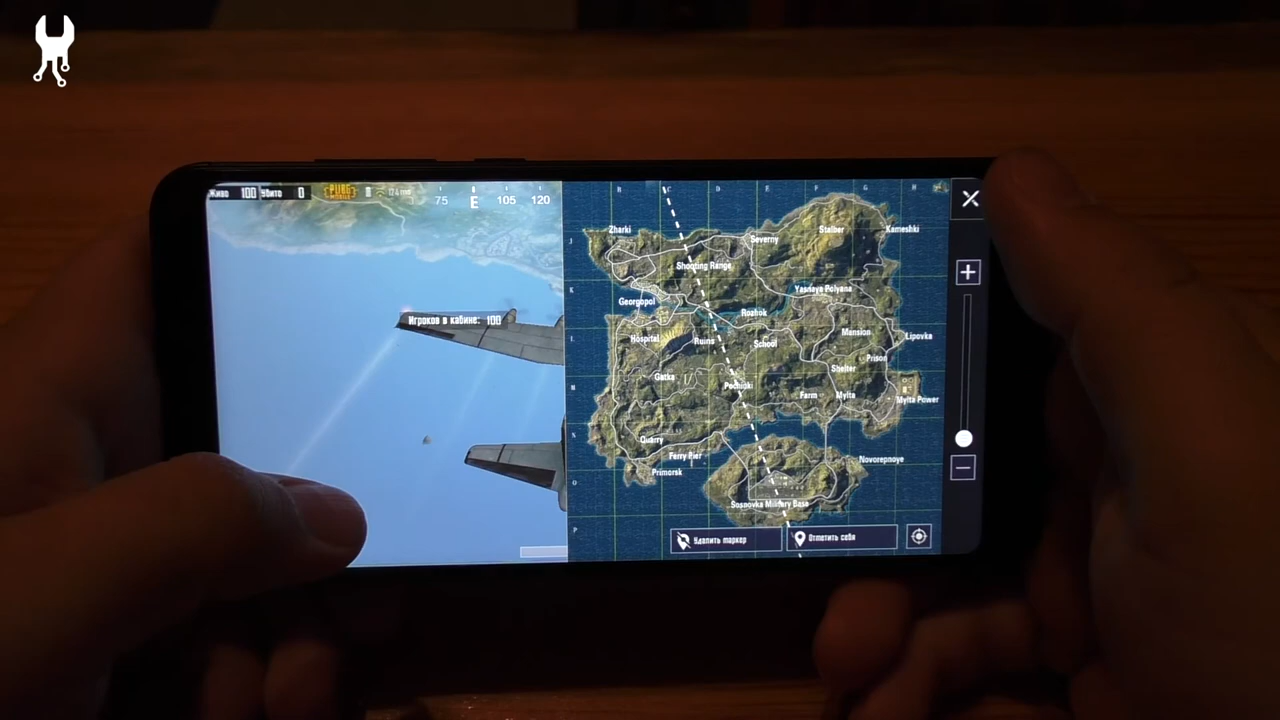 Живо 100 Убито 0
PUBG
MOBILE
124 ms
75 E 105 120
Игроков в кабине: 100
B C D E F G H
J
K
L
M
N
O
P
Zharki
Severny
Stalber
Kameshki
Shooting Range
Georgopol
Yasnaya Polyana
Rozhok
Hospital
Ruins
School
Mansion
Lipovka
Prison
Gatka
Shelter
Pochinki
Farm
Mylta
Mylta Power
Quarry
Ferry Pier
Primorsk
Novorepnoye
Sosnovka Military Base
Удалить маркер
Отметить себя